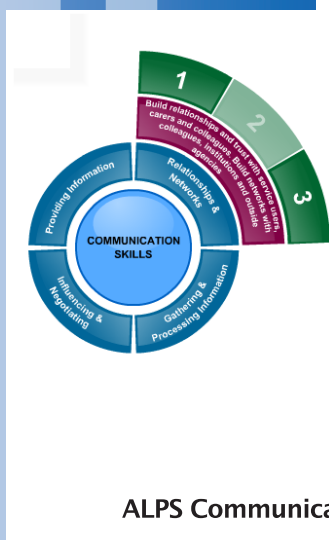 1
2
3
Build relationships and trust with service users,
carers and colleagues. Build networks with
colleagues, institutions and outside
agencies
Providing Information
Relationships &
Networks
COMMUNICATION
SKILLS
Influencing &
Negotiating
Gathering &
Processing Information
ALPS Communica